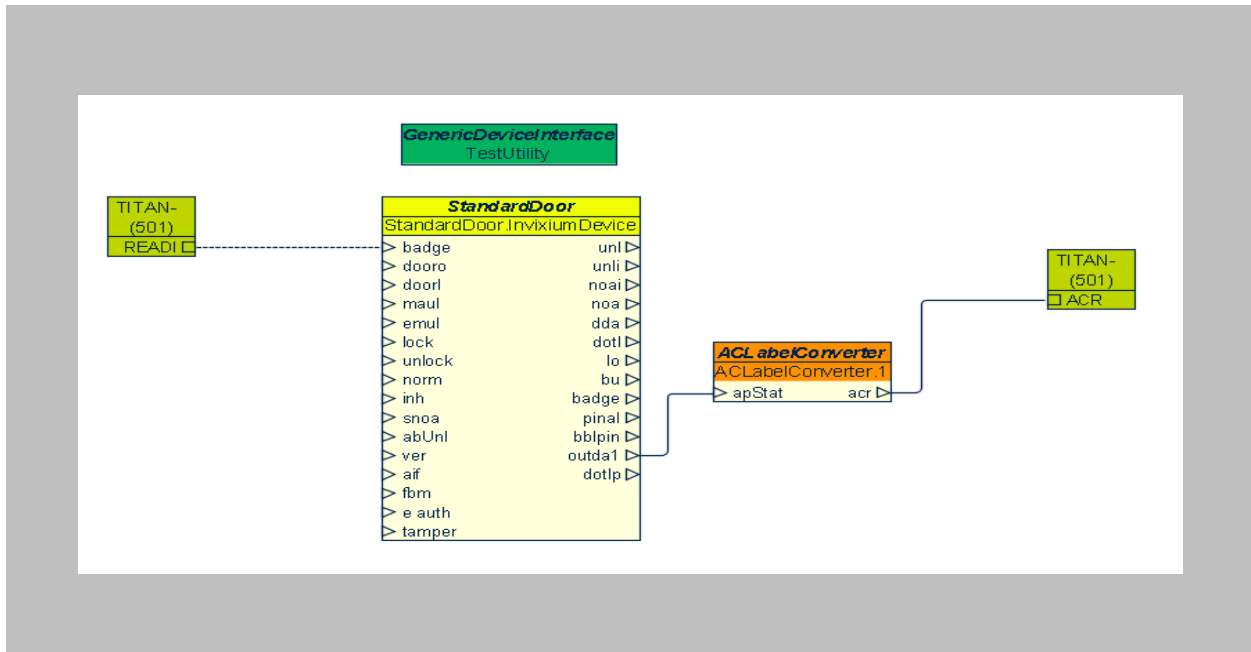 GenericDeviceInterface
TestUtility
TITAN-
(501)
READI
StandardDoor
StandardDoor.InvixiumDevice
badge unl
dooro unli
doorl noai
maul noa
emul dda
lock dotl
unlock lo
norm bu
inh badge
snoa pinal
abUnl bblpin
ver outda1
aif dotlp
fbm
e auth
tamper
ACLabelConverter
ACLabelConverter.1
apStat acr
TITAN-
(501)
ACR